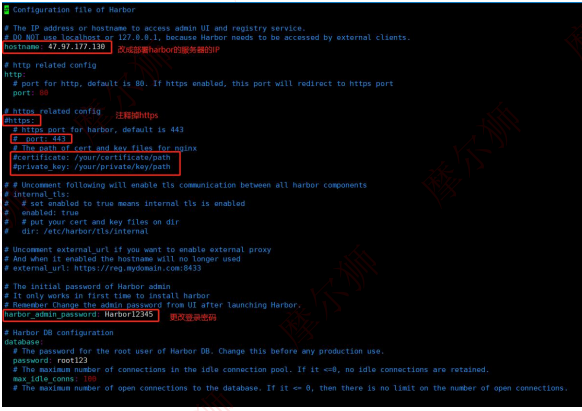 # Configuration file of Harbor
# The IP address or hostname to access admin UI and registry service.
# DO NOT use localhost or 127.0.0.1, because Harbor needs to be accessed by external clients.
hostname: 47.97.177.130 改成部署harbor的服务器的IP
# http related config
http:
# port for http, default is 80. If https enabled, this port will redirect to https port
port: 80
# https related config
注释掉https
#https:
# https port for harbor, default is 443
# port: 443
# The path of cert and key files for nginx
#certificate: /your/certificate/path
#private_key: /your/private/key/path
# # Uncomment following will enable tls communication between all harbor components
# internal_tls:
# # set enabled to true means internal tls is enabled
# enabled: true
# # put your cert and key files on dir
# dir: /etc/harbor/tls/internal
# Uncomment external_url if you want to enable external proxy
# And when it enabled the hostname will no longer used
# external_url: https://reg.mydomain.com:8433
# The initial password of Harbor admin
# It only works in first time to install harbor
# Remember Change the admin password from UI after launching Harbor.
harbor_admin_password: Harbor12345 更改登录密码
# Harbor DB configuration
database:
# The password for the root user of Harbor DB. Change this before any production use.
password: root123
# The maximum number of connections in the idle connection pool. If it <=0, no idle connections are retained.
max_idle_conns: 100
# The maximum number of open connections to the database. If it <= 0, then there is no limit on the number of open connections.